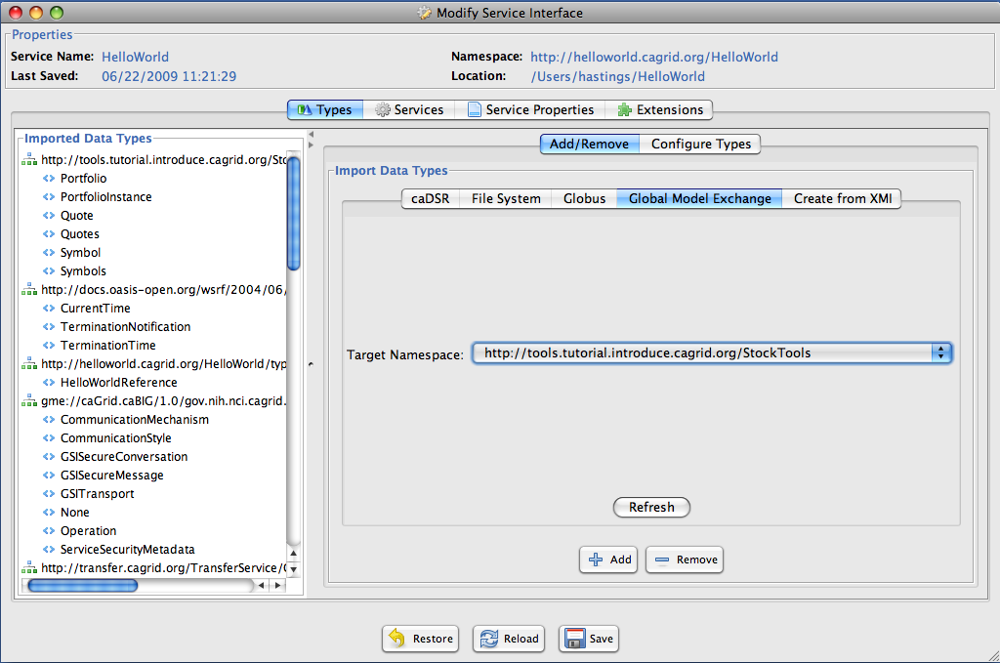 Modify Service Interface
Properties
Service Name: HelloWorld
Namespace: http://helloworld.cagrid.org/HelloWorld
Last Saved: 06/22/2009 11:21:29
Location: /Users/hastings/HelloWorld
Types
Services
Service Properties
Extensions
Imported Data Types
http://tools.tutorial.introduce.cagrid.org/Sto
Portfolio
PortfolioInstance
Quote
Quotes
Symbol
Symbols
http://docs.oasis-open.org/wsrf/2004/06/
CurrentTime
TerminationNotification
TerminationTime
http://helloworld.cagrid.org/HelloWorld/typ
HelloWorldReference
gme://caGrid.caBIG/1.0/gov.nih.nci.cagrid.
CommunicationMechanism
CommunicationStyle
GSISecureConversation
GSISecureMessage
GSITransport
None
Operation
ServiceSecurityMetadata
http://transfer.cagrid.org/TransferService/
Add/Remove
Configure Types
Import Data Types
caDSR
File System
Globus
Global Model Exchange
Create from XMI
Target Namespace: http://tools.tutorial.introduce.cagrid.org/StockTools
Refresh
Add
Remove
Restore
Reload
Save